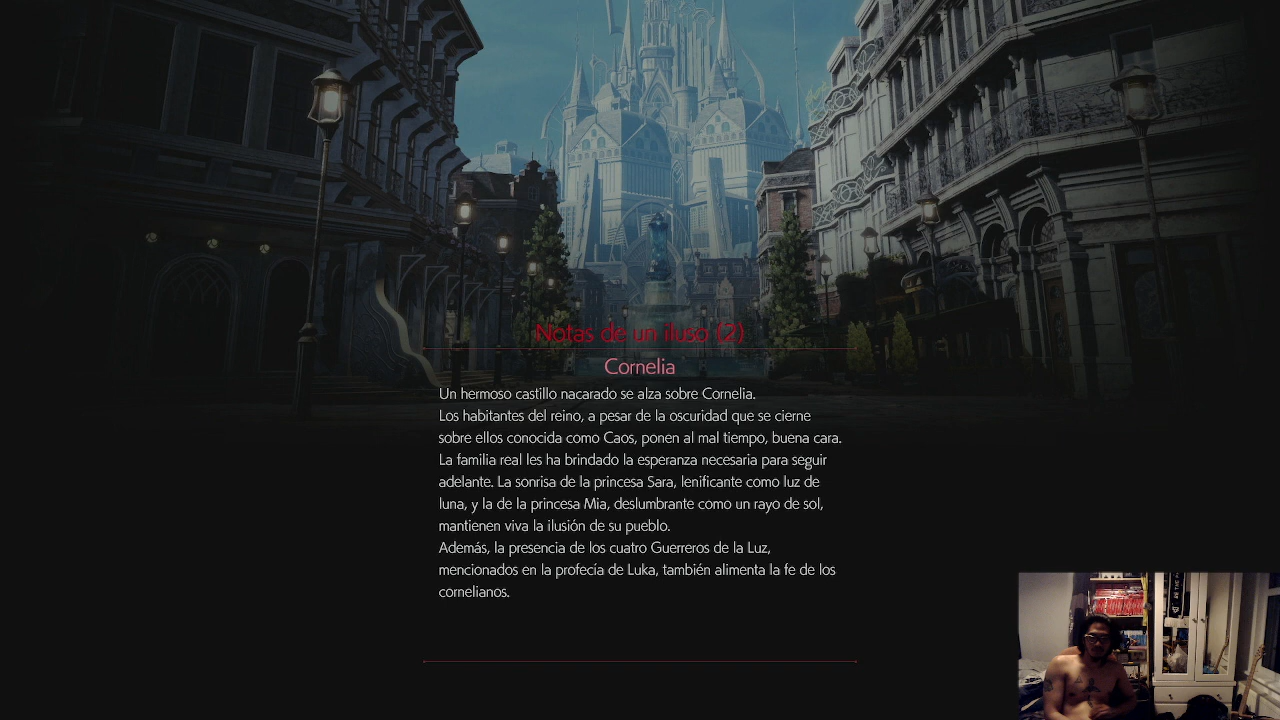 Notas de un iluso (2)
Cornelia
Un hermoso castillo nacarado se alza sobre Cornelia.
Los habitantes del reino, a pesar de la oscuridad que se cierne
sobre ellos conocida como Caos, ponen al mal tiempo, buena cara.
La familia real les ha brindado la esperanza necesaria para seguir
adelante. La sonrisa de la princesa Sara, lenificante como luz de
luna, y la de la princesa Mia, deslumbrante como un rayo de sol,
mantienen viva la ilusión de su pueblo.
Además, la presencia de los cuatro Guerreros de la Luz,
mencionados en la profecía de Luka, también alimenta la fe de los
cornelianos.